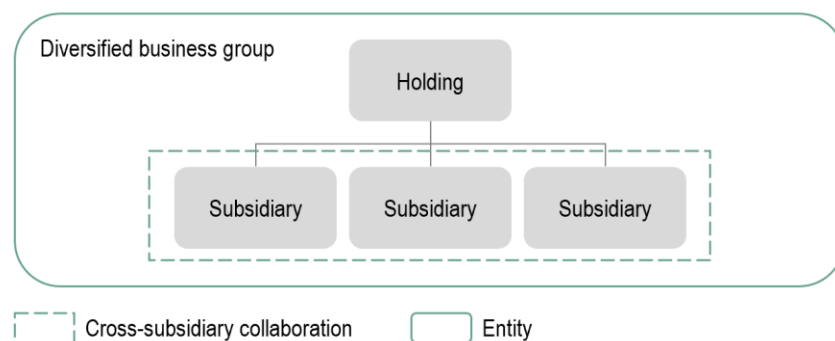 Diversified business group
Holding
Subsidiary Subsidiary Subsidiary
Cross-subsidiary collaboration Entity